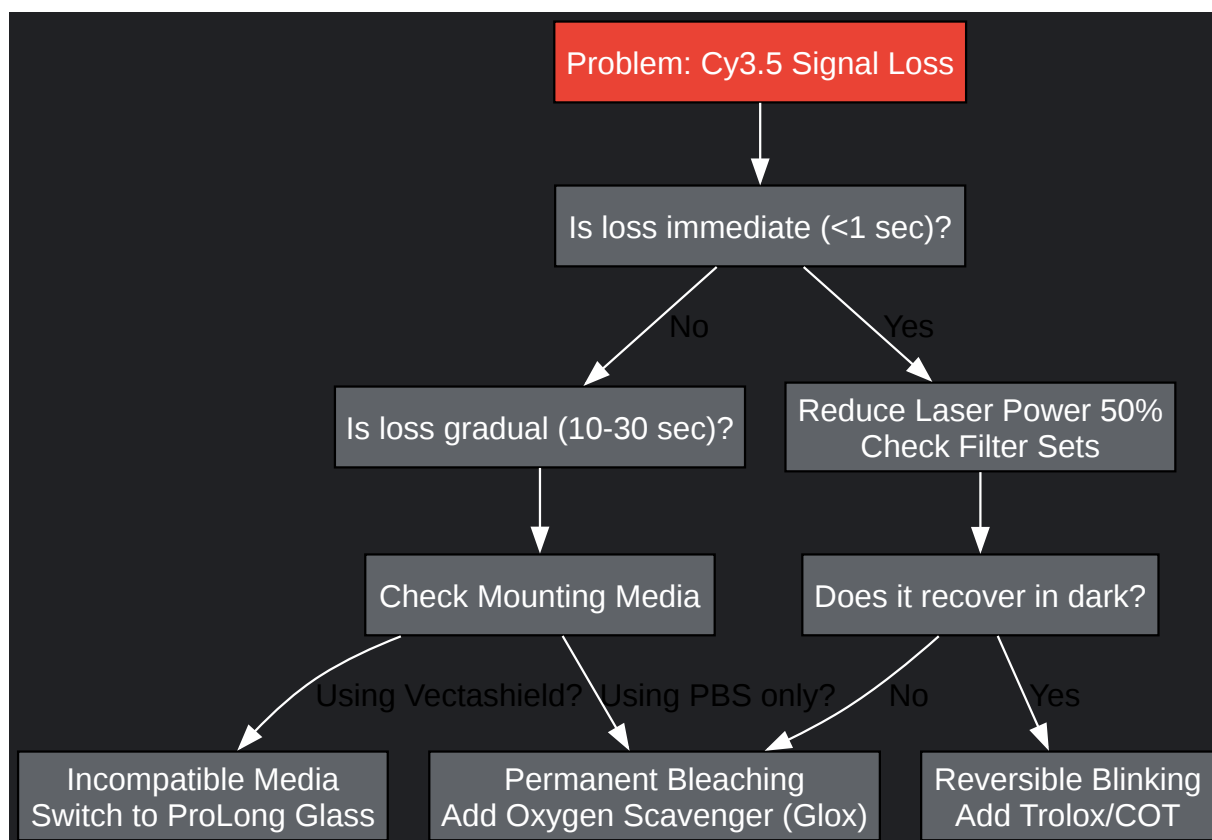 Problem: Cy3.5 Signal Loss
Is loss immediate (<1 sec)?
No
Yes
Is loss gradual (10-30 sec)?
Reduce Laser Power 50%
Check Filter Sets
Check Mounting Media
Does it recover in dark?
Using Vectashield?
Using PBS only?
No
Yes
Incompatible Media
Switch to ProLong Glass
Permanent Bleaching
Add Oxygen Scavenger (Glox)
Reversible Blinking
Add Trolox/COT